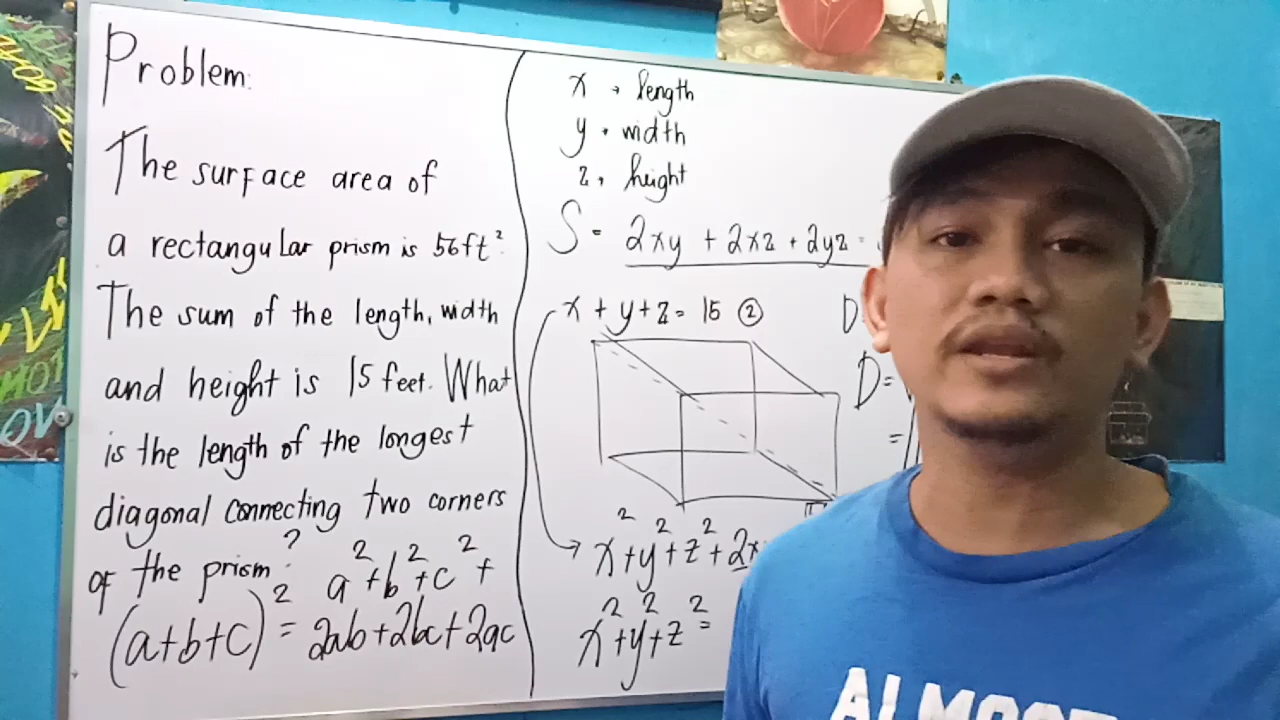 Problem:
The surface area of
a rectangular prism is 56ft².
The sum of the length, width
and height is 15 feet. What
is the length of the longest
diagonal connecting two corners
of the prism?
a² + b² + c² +
(a+b+c)² = 2ab+2bc+2ac
x → length
y → width
z → height
S = 2xy + 2xz + 2yz =
x + y + z = 15 ②
D
D =
=
x² + y² + z² + 2x
x² + y² + z² =
ALMOST